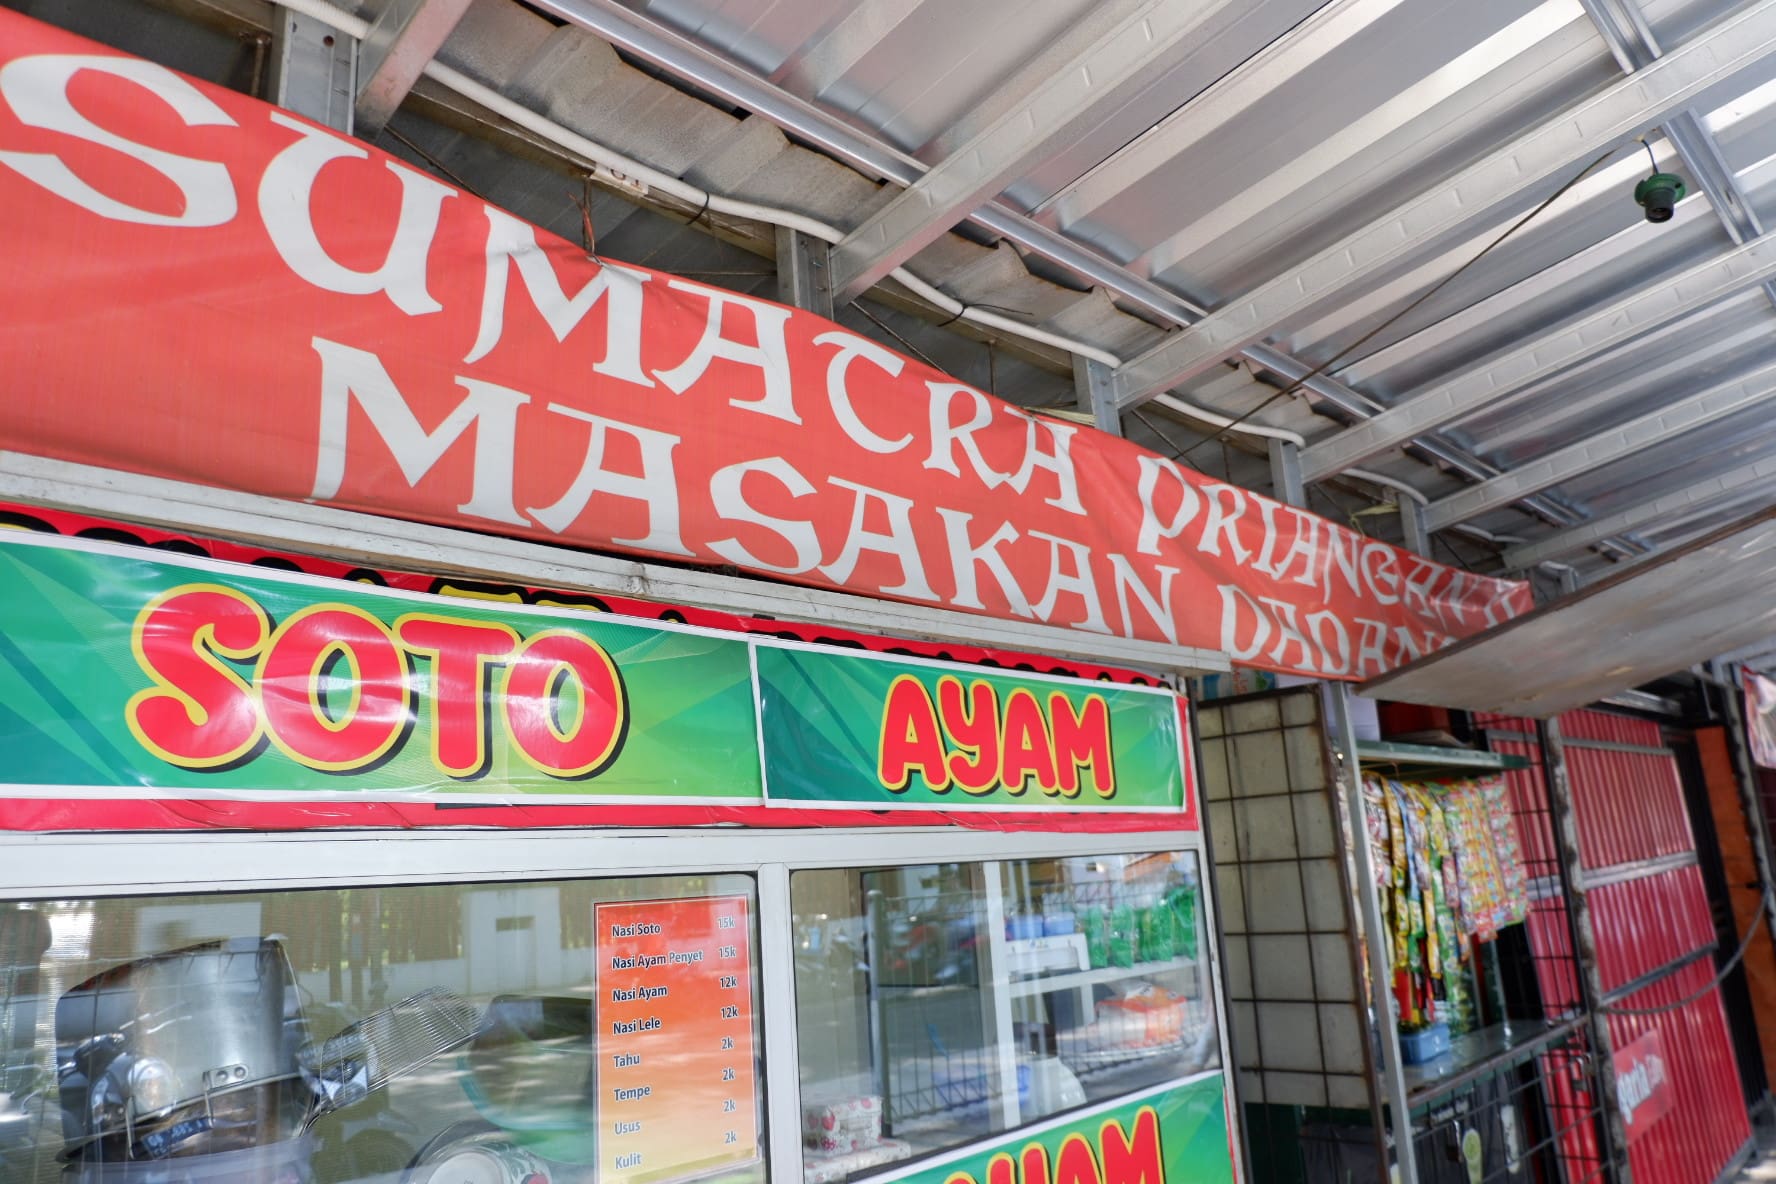 SUMATRA PRIANGAN
MASAKAN PADANG
SOTO
AYAM
Nasi Soto 15k
Nasi Ayam Penyet 15k
Nasi Ayam 12k
Nasi Lele 12k
Tahu 2k
Tempe 2k
Usus 2k
Kulit 2k
AYAM